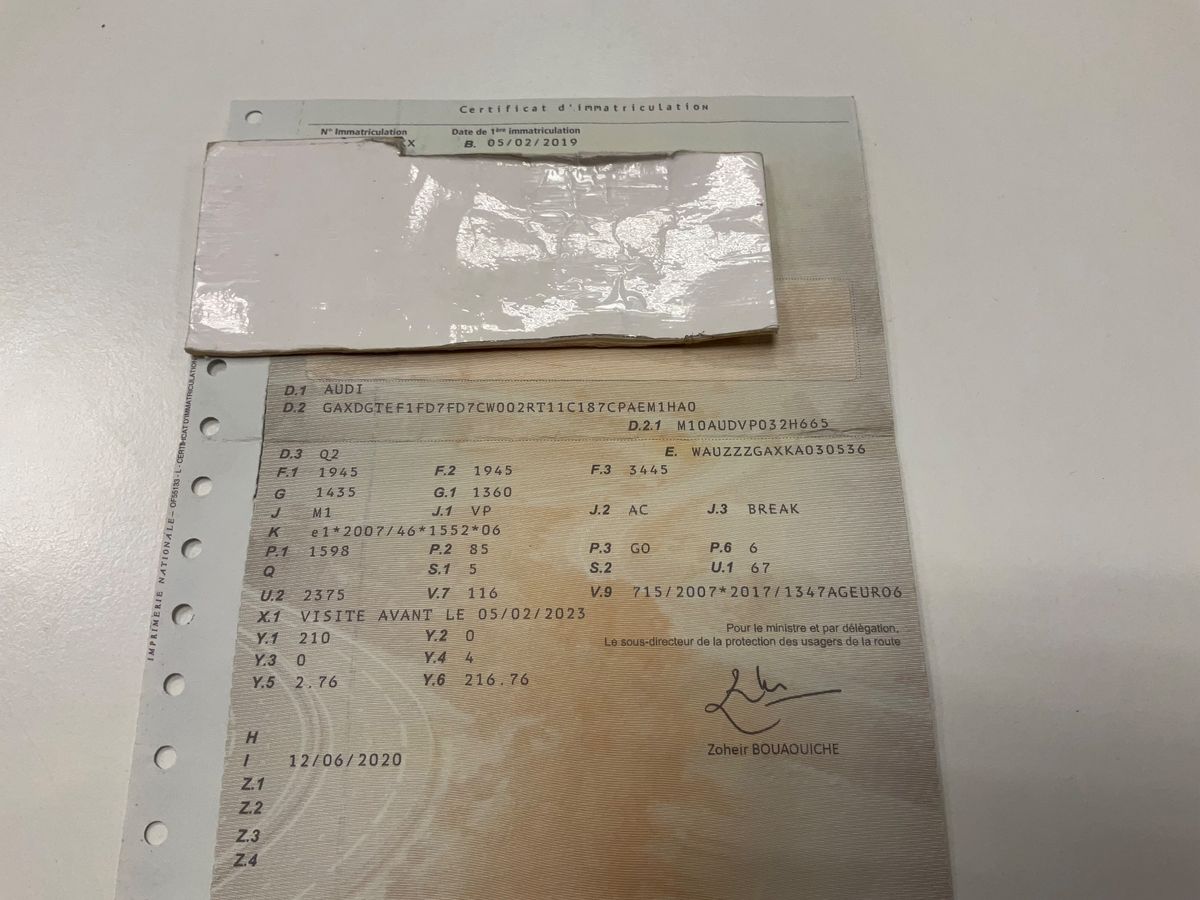 Certificat d'immatriculation
N° Immatriculation Date de 1ère immatriculation
B. 05/02/2019
D.1 AUDI
D.2 GAXDGTEF1FD7FD7CW002RT11C187CPAEM1HA0
D.2.1 M10AUDVP032H665
D.3 Q2 E. WAUZZZGAXKA030536
F.1 1945 F.2 1945 F.3 3445
G 1435 G.1 1360
J M1 J.1 VP J.2 AC J.3 BREAK
K e1*2007/46*1552*06
P.1 1598 P.2 85 P.3 GO P.6 6
Q S.1 5 S.2 U.1 67
U.2 2375 V.7 116 V.9 715/2007*2017/1347AGEURO6
X.1 VISITE AVANT LE 05/02/2023
Pour le ministre et par délégation,
Y.1 210 Y.2 0 Le sous-directeur de la protection des usagers de la route
Y.3 0 Y.4 4
Y.5 2.76 Y.6 216.76
H Zoheir BOUAOUICHE
I 12/06/2020
Z.1
Z.2
Z.3
Z.4
IMPRIMERIE NATIONALE – OF55133 - L - CERTIFICAT D'IMMATRICULATION